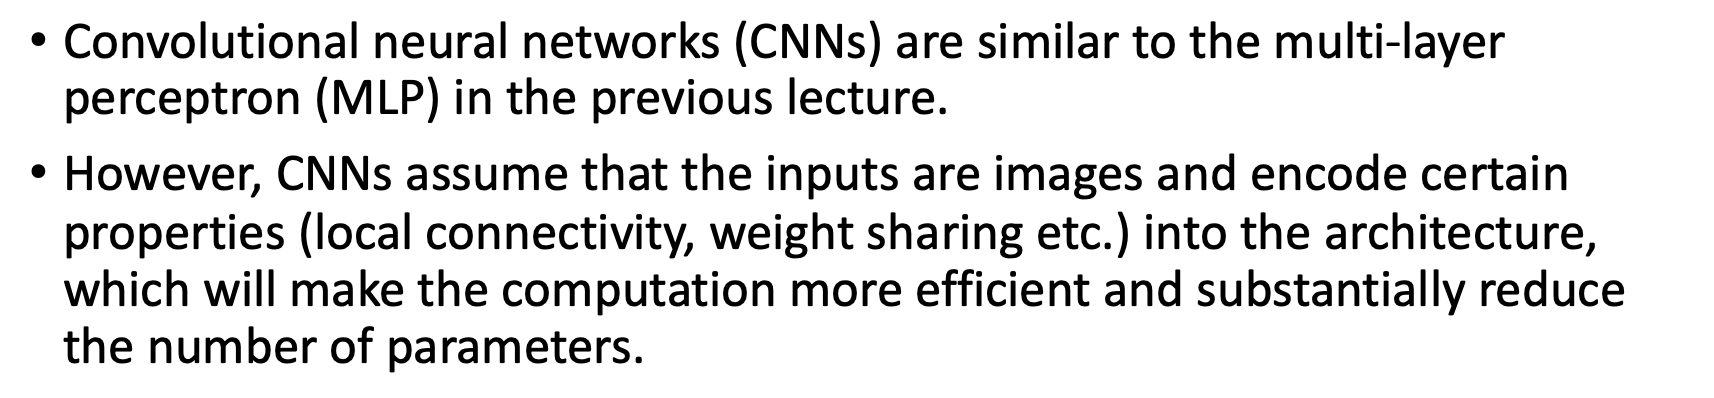 • Convolutional neural networks (CNNs) are similar to the multi-layer
perceptron (MLP) in the previous lecture.
• However, CNNs assume that the inputs are images and encode certain
properties (local connectivity, weight sharing etc.) into the architecture,
which will make the computation more efficient and substantially reduce
the number of parameters.